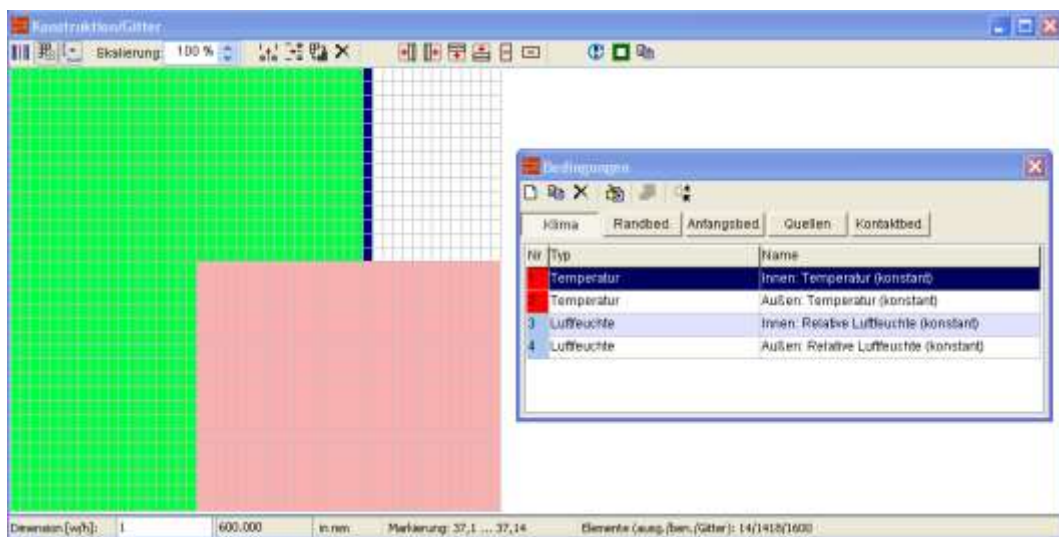 Konstruktion/Gitter
Skalierung: 100 %
Bedingungen
Klima Randbed Anfangsbed Quellen Kontaktbed
Nr Typ Name
1 Temperatur Innen: Temperatur (konstant)
2 Temperatur Außen: Temperatur (konstant)
3 Luftfeuchte Innen: Relative Luftfeuchte (konstant)
4 Luftfeuchte Außen: Relative Luftfeuchte (konstant)
Dimension [w/h]: 1 600.000 in mm Markierung: 37,1 ... 37,14 Elemente (ausg./ben./Gitter): 14/1418/1600